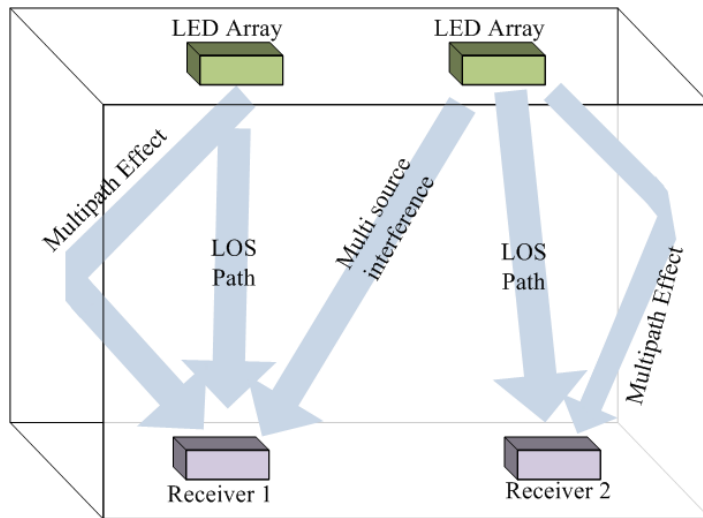 LED Array
LED Array
Multipath Effect
LOS
Path
Multi source
interference
LOS
Path
Multipath Effect
Receiver 1
Receiver 2